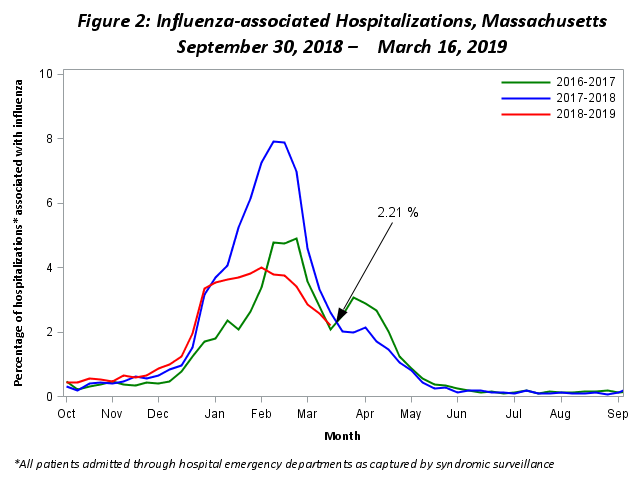 Figure 2: Influenza-associated Hospitalizations, Massachusetts
September 30, 2018 – March 16, 2019
Percentage of hospitalizations* associated with influenza
10
8
6
4
2
0
2016-2017
2017-2018
2018-2019
2.21 %
Oct Nov Dec Jan Feb Mar Apr May Jun Jul Aug Sep
Month
*All patients admitted through hospital emergency departments as captured by syndromic surveillance